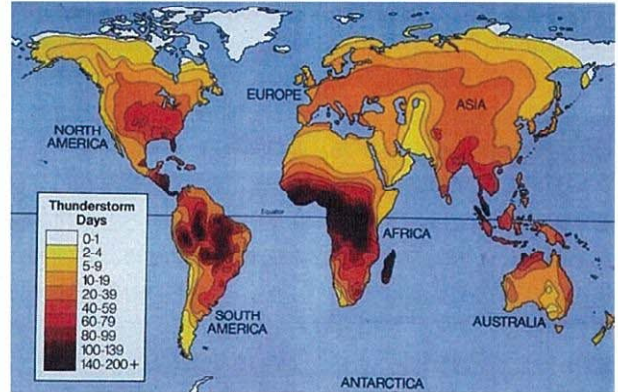 EUROPE
ASIA
NORTH
AMERICA
Thunderstorm
Days
0-1
2-4
5-9
10-19
20-39
40-59
60-79
80-99
100-139
140-200+
Equator
AFRICA
SOUTH
AMERICA
AUSTRALIA
ANTARCTICA